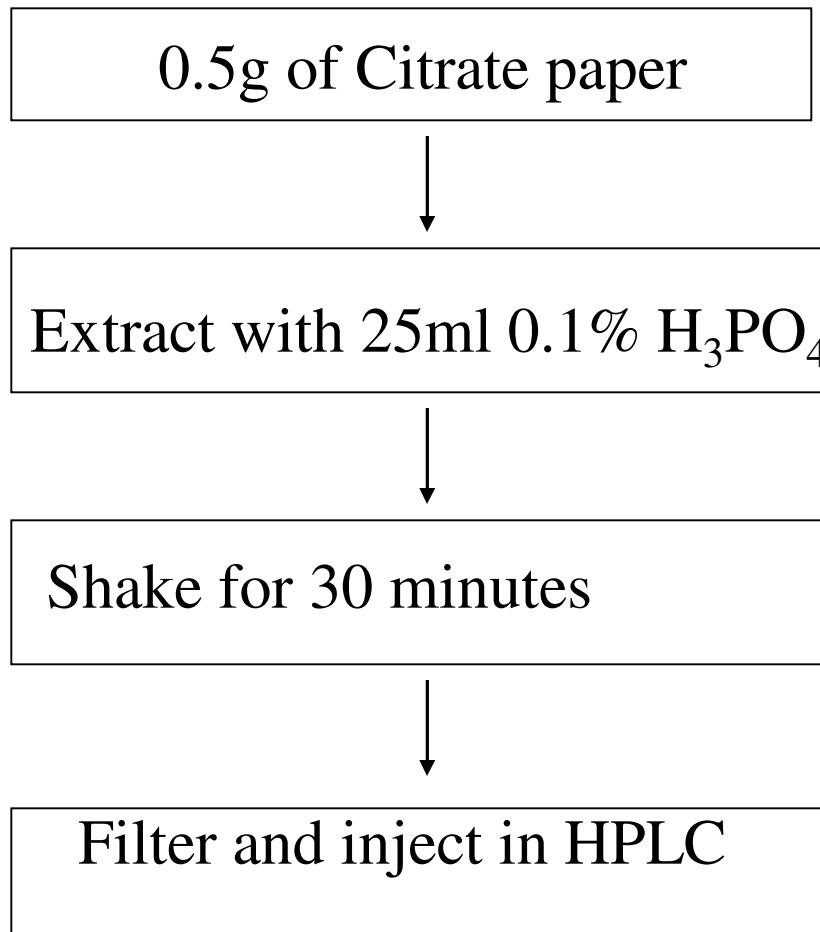 0.5g of Citrate paper
Extract with 25ml 0.1% H₃PO₄
Shake for 30 minutes
Filter and inject in HPLC